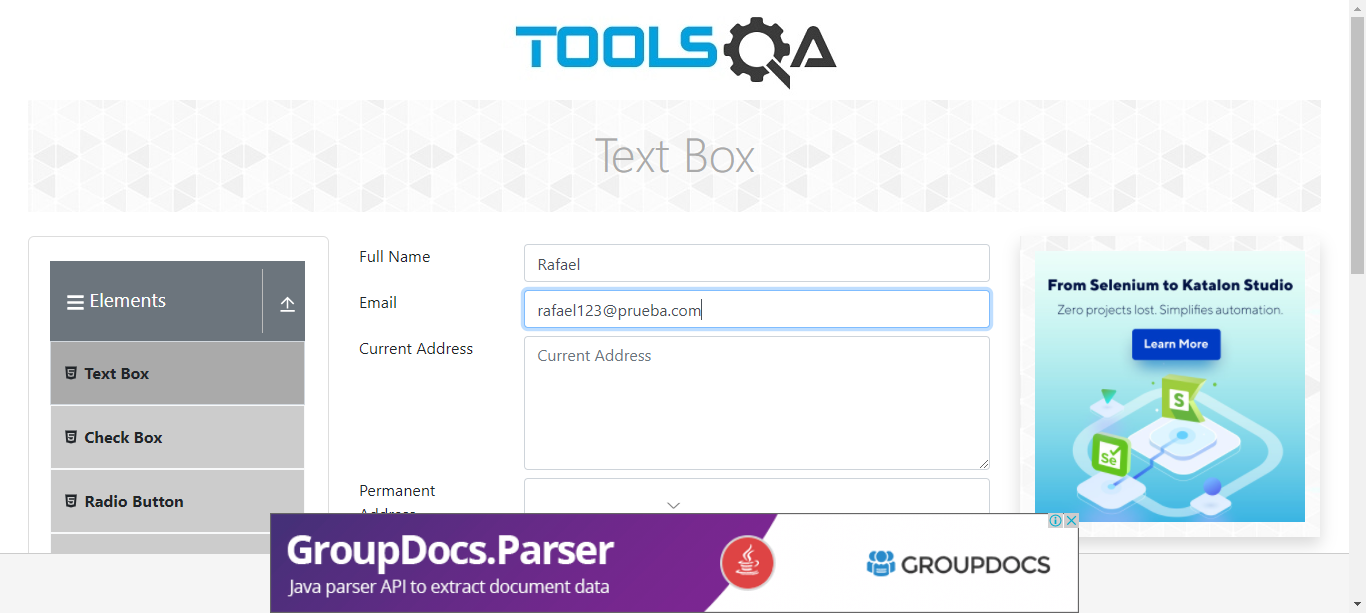 TOOLSQA
Text Box
Elements
Text Box
Check Box
Radio Button
Full Name
Rafael
Email
rafael123@prueba.com
Current Address
Current Address
Permanent
Address
From Selenium to Katalon Studio
Zero projects lost. Simplifies automation.
Learn More
S
Se
GroupDocs.Parser
Java parser API to extract document data
GROUPDOCS